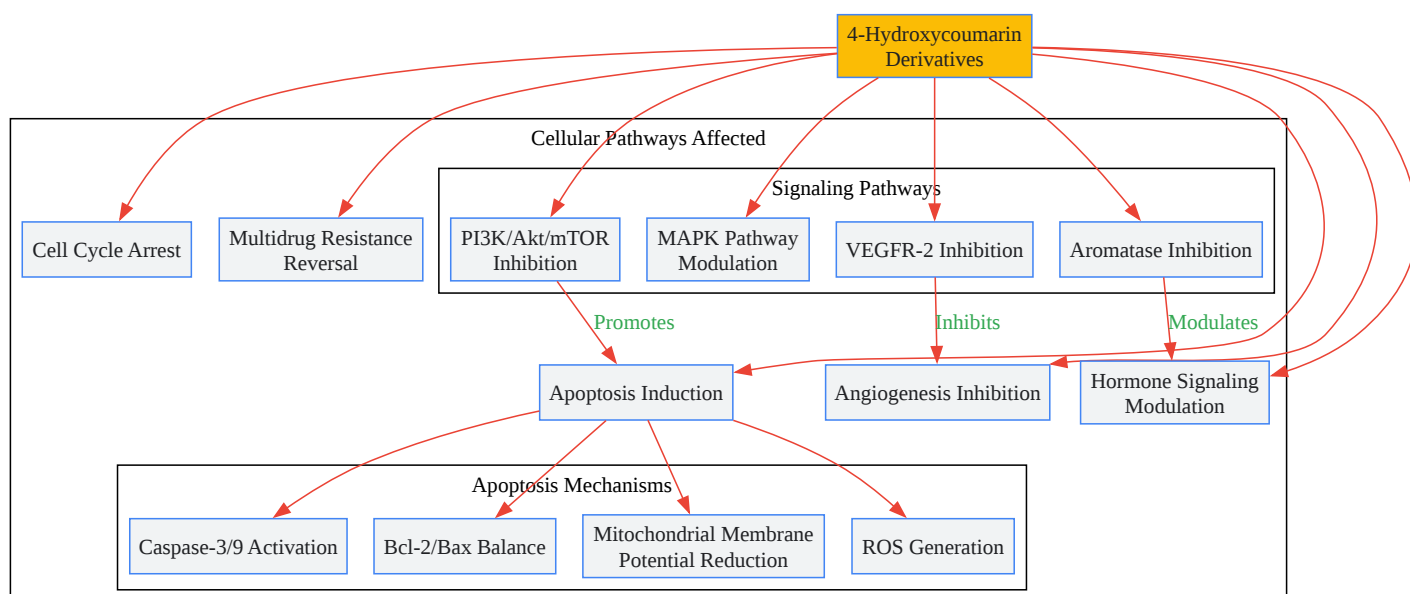 4-Hydroxycoumarin
Derivatives
Cellular Pathways Affected
Signaling Pathways
Cell Cycle Arrest
Multidrug Resistance
Reversal
PI3K/Akt/mTOR
Inhibition
MAPK Pathway
Modulation
VEGFR-2 Inhibition
Aromatase Inhibition
Promotes
Inhibits
Modulates
Apoptosis Induction
Angiogenesis Inhibition
Hormone Signaling
Modulation
Apoptosis Mechanisms
Caspase-3/9 Activation
Bcl-2/Bax Balance
Mitochondrial Membrane
Potential Reduction
ROS Generation